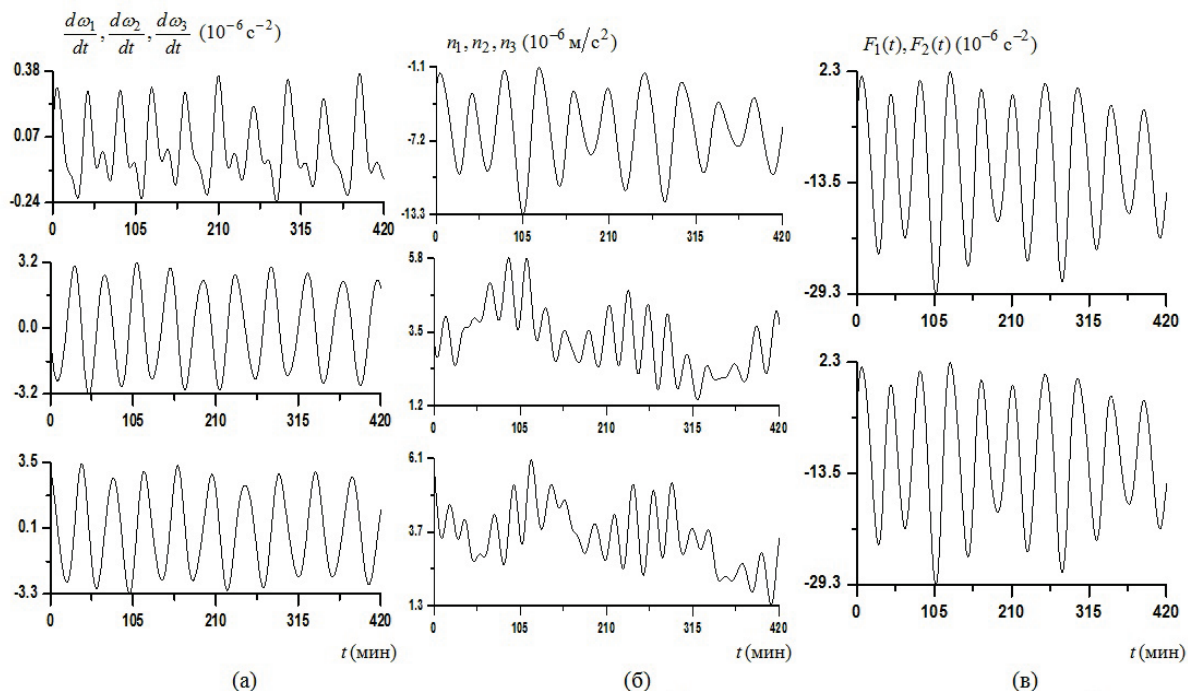 dω₁/dt, dω₂/dt, dω₃/dt (10⁻⁶ с⁻²)
0.38
0.07
-0.24
0 105 210 315 420
3.2
0.0
-3.2
0 105 210 315 420
3.5
0.1
-3.3
0 105 210 315 420
t (мин)
(а)
n₁, n₂, n₃ (10⁻⁶ м/с²)
-1.1
-7.2
-13.3
0 105 210 315 420
5.8
3.5
1.2
0 105 210 315 420
6.1
3.7
1.3
0 105 210 315 420
t (мин)
(б)
F₁(t), F₂(t) (10⁻⁶ с⁻²)
2.3
-13.5
-29.3
0 105 210 315 420
2.3
-13.5
-29.3
0 105 210 315 420
t (мин)
(в)